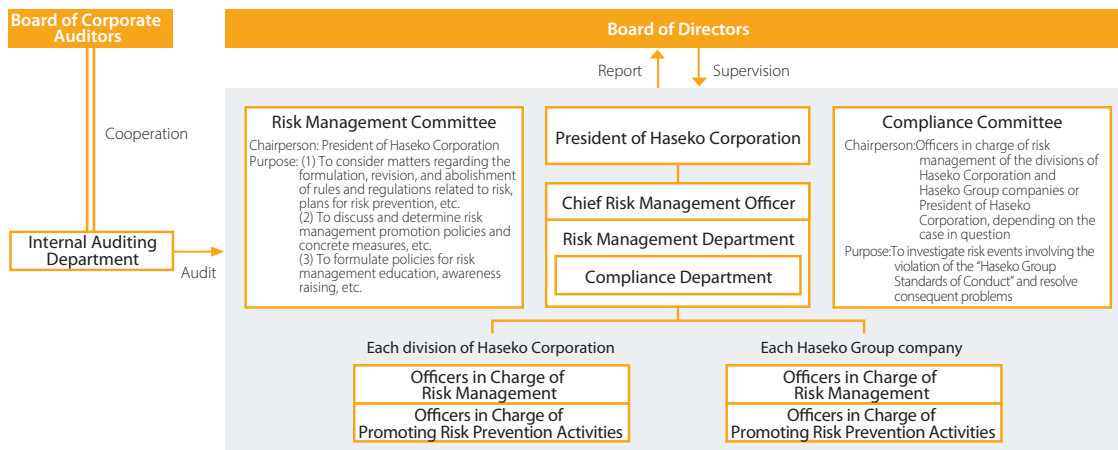 Board of Corporate
Auditors
Cooperation
Internal Auditing
Department
Audit
Board of Directors
Report
Supervision
Risk Management Committee
Chairperson: President of Haseko Corporation
Purpose: (1) To consider matters regarding the
formulation, revision, and abolishment
of rules and regulations related to risk,
plans for risk prevention, etc.
(2) To discuss and determine risk
management promotion policies and
concrete measures, etc.
(3) To formulate policies for risk
management education, awareness
raising, etc.
President of Haseko Corporation
Chief Risk Management Officer
Risk Management Department
Compliance Department
Compliance Committee
Chairperson:Officers in charge of risk
management of the divisions of
Haseko Corporation and
Haseko Group companies or
President of Haseko
Corporation, depending on the
case in question
Purpose:To investigate risk events involving the
violation of the "Haseko Group
Standards of Conduct" and resolve
consequent problems
Each division of Haseko Corporation
Officers in Charge of
Risk Management
Officers in Charge of
Promoting Risk Prevention Activities
Each Haseko Group company
Officers in Charge of
Risk Management
Officers in Charge of
Promoting Risk Prevention Activities